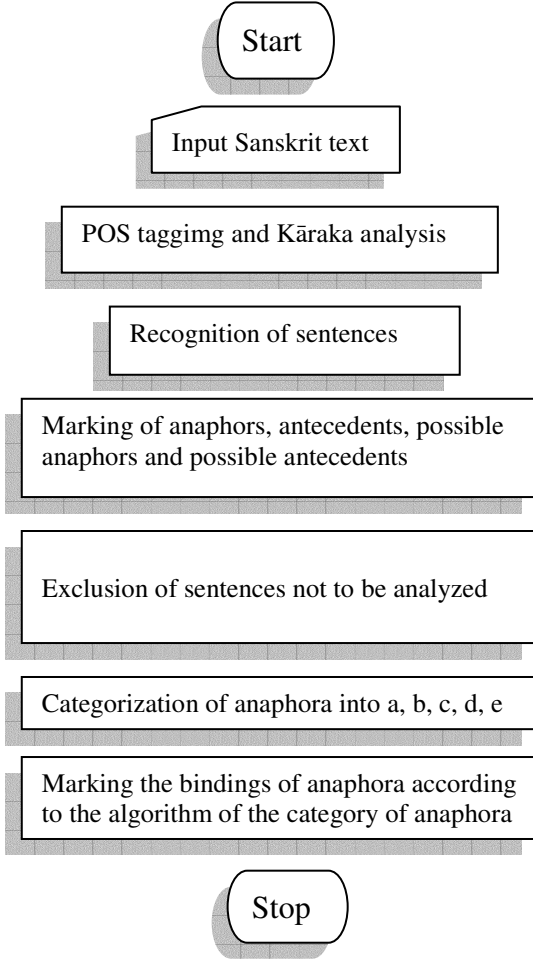 Start
Input Sanskrit text
POS taggimg and Kāraka analysis
Recognition of sentences
Marking of anaphors, antecedents, possible
anaphors and possible antecedents
Exclusion of sentences not to be analyzed
Categorization of anaphora into a, b, c, d, e
Marking the bindings of anaphora according
to the algorithm of the category of anaphora
Stop